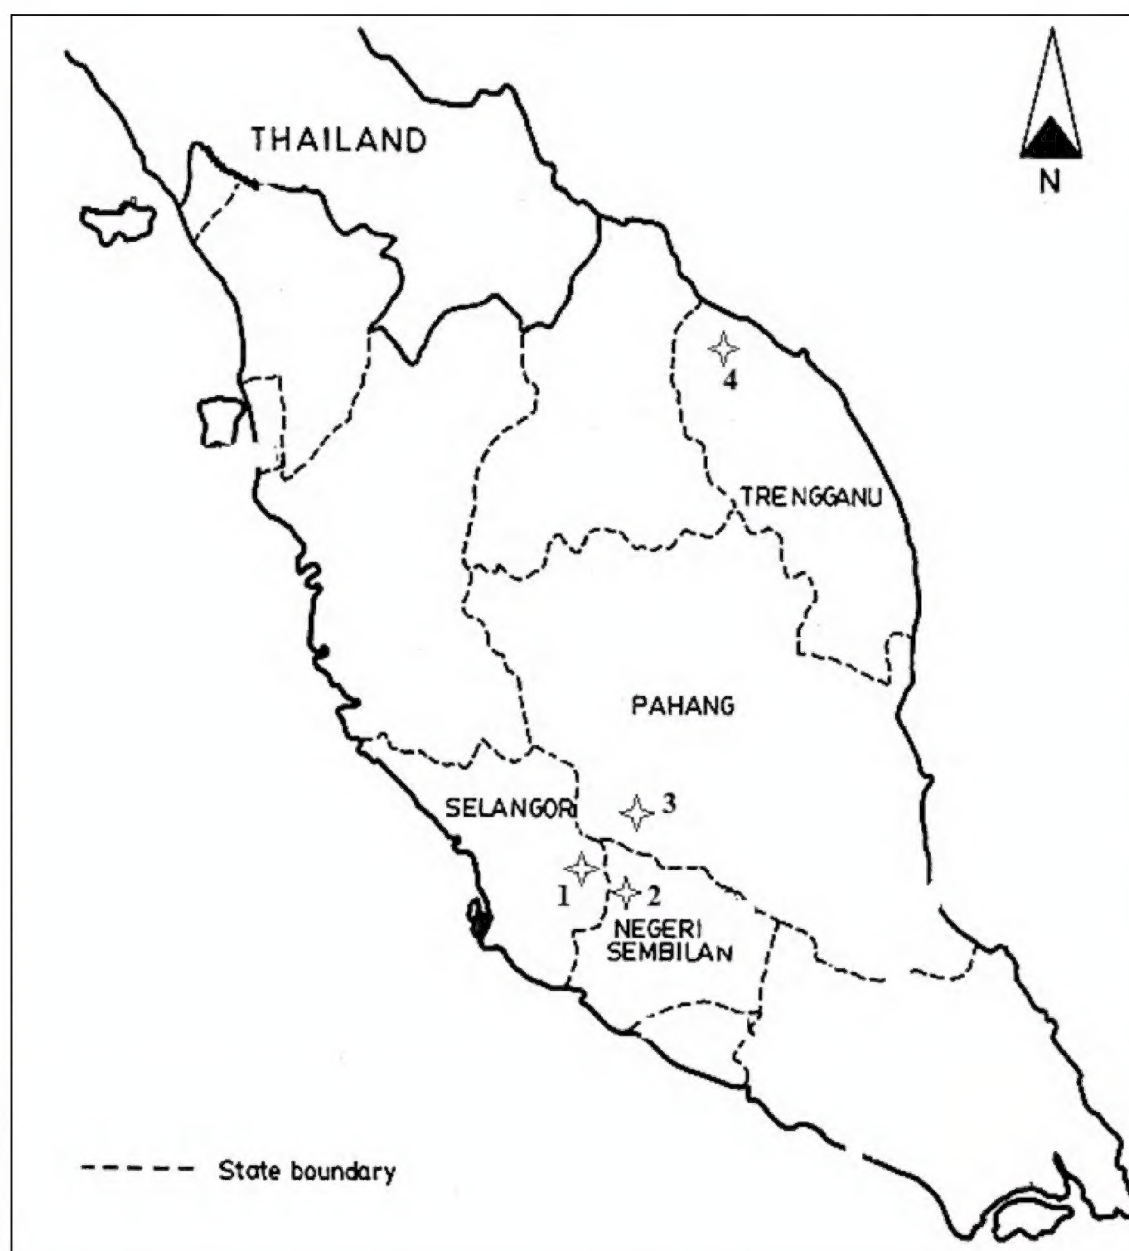 THAILAND
N
4
TRENGGANU
PAHANG
SELANGOR
3
1
2
NEGERI
SEMBILAN
State boundary